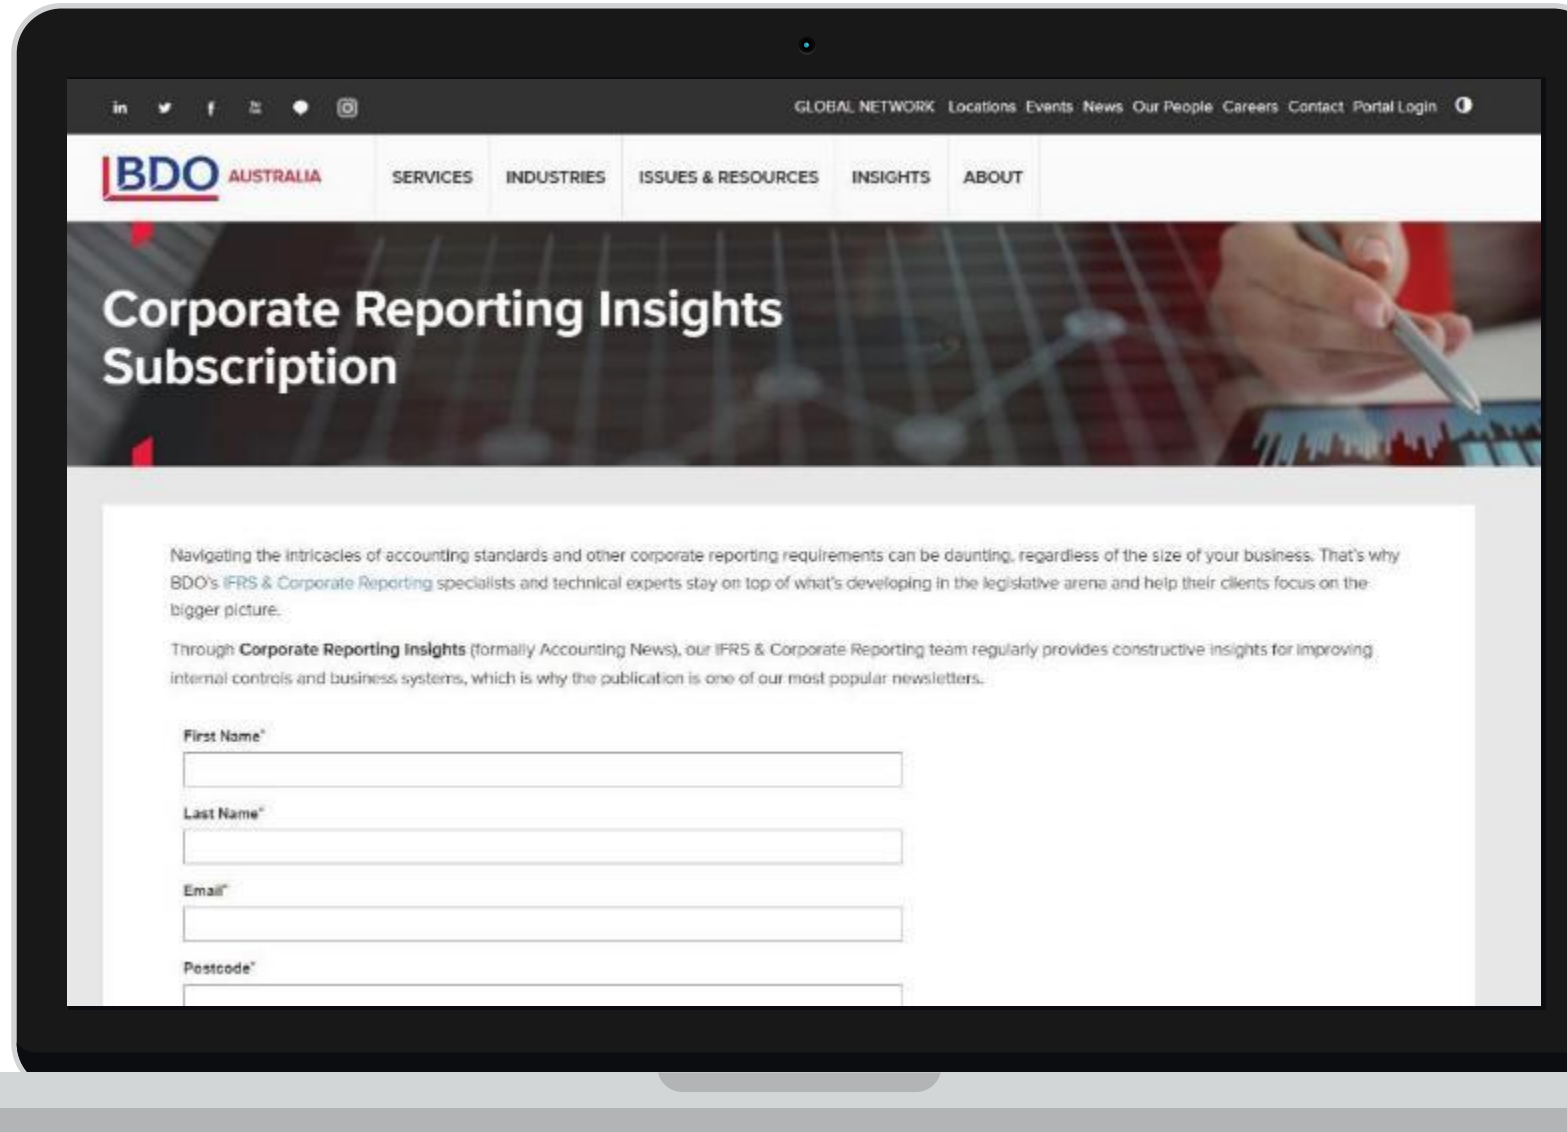 GLOBAL NETWORK Locations Events News Our People Careers Contact Portal Login
BDO AUSTRALIA
SERVICES INDUSTRIES ISSUES & RESOURCES INSIGHTS ABOUT
Corporate Reporting Insights
Subscription
Navigating the intricacies of accounting standards and other corporate reporting requirements can be daunting, regardless of the size of your business. That's why
BDO's IFRS & Corporate Reporting specialists and technical experts stay on top of what's developing in the legislative arena and help their clients focus on the
bigger picture.
Through Corporate Reporting Insights (formally Accounting News), our IFRS & Corporate Reporting team regularly provides constructive insights for improving
internal controls and business systems, which is why the publication is one of our most popular newsletters.
First Name*
Last Name*
Email*
Postcode*